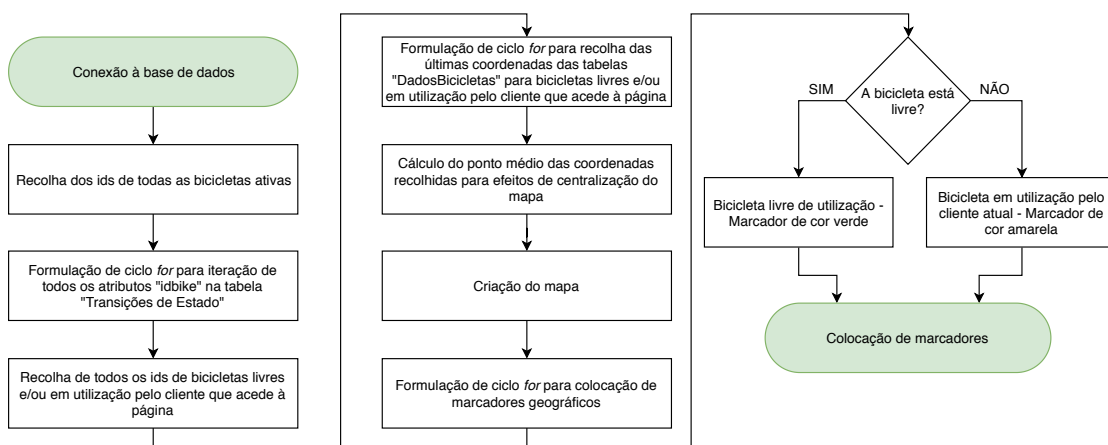 Conexão à base de dados
Recolha dos ids de todas as bicicletas ativas
Formulação de ciclo for para iteração de
todos os atributos "idbike" na tabela
"Transições de Estado"
Recolha de todos os ids de bicicletas livres
e/ou em utilização pelo cliente que acede à
página
Formulação de ciclo for para recolha das
últimas coordenadas das tabelas
"DadosBicicletas" para bicicletas livres e/ou
em utilização pelo cliente que acede à página
Cálculo do ponto médio das coordenadas
recolhidas para efeitos de centralização do
mapa
Criação do mapa
Formulação de ciclo for para colocação de
marcadores geográficos
A bicicleta está
livre?
SIM
NÃO
Bicicleta livre de utilização -
Marcador de cor verde
Bicicleta em utilização pelo
cliente atual - Marcador de
cor amarela
Colocação de marcadores